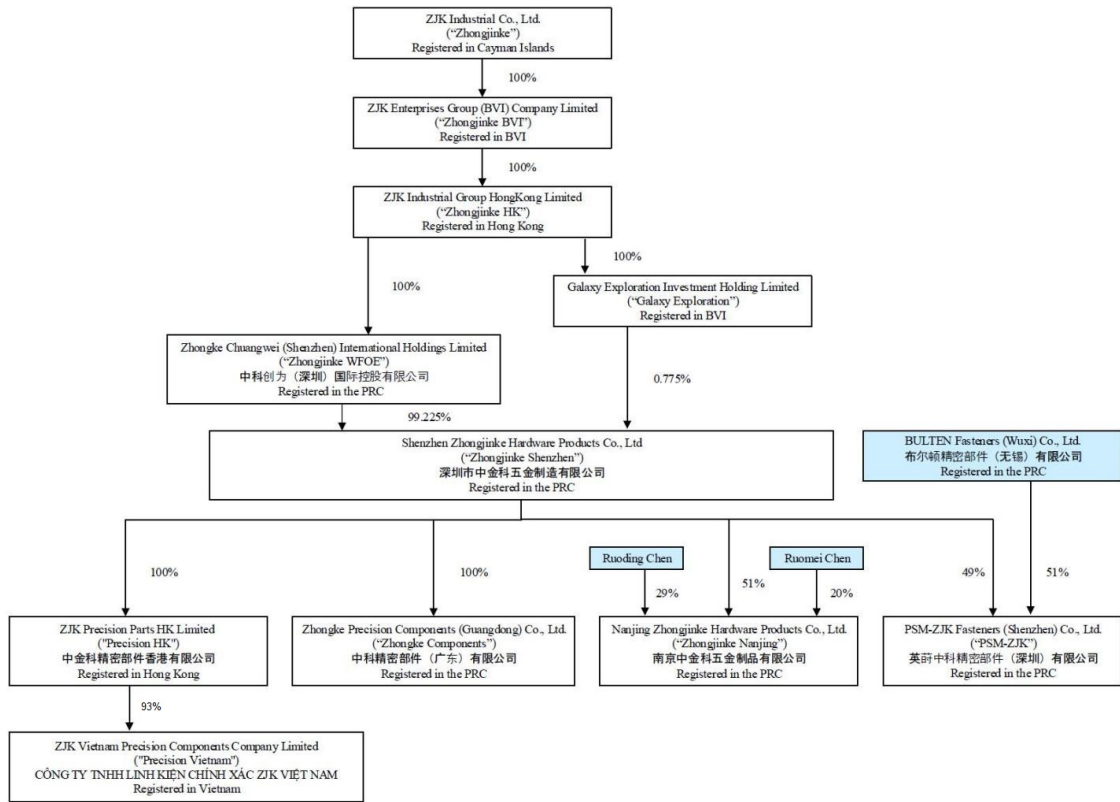 ZJK Industrial Co., Ltd.
(“Zhongjinke”)
Registered in Cayman Islands
100%
ZJK Enterprises Group (BVI) Company Limited
(“Zhongjinke BVI”)
Registered in BVI
100%
ZJK Industrial Group HongKong Limited
(“Zhongjinke HK”)
Registered in Hong Kong
100%
100%
Galaxy Exploration Investment Holding Limited
(“Galaxy Exploration”)
Registered in BVI
Zhongke Chuangwei (Shenzhen) International Holdings Limited
(“Zhongjinke WFOE”)
中科创为（深圳）国际控股有限公司
Registered in the PRC
0.775%
99.225%
Shenzhen Zhongjinke Hardware Products Co., Ltd
(“Zhongjinke Shenzhen”)
深圳市中金科五金制造有限公司
Registered in the PRC
BULTEN Fasteners (Wuxi) Co., Ltd.
布尔顿精密部件（无锡）有限公司
Registered in the PRC
Ruoding Chen
Ruomei Chen
100%
100%
29%
51%
20%
49%
51%
ZJK Precision Parts HK Limited
("Precision HK")
中金科精密部件香港有限公司
Registered in Hong Kong
Zhongke Precision Components (Guangdong) Co., Ltd.
(“Zhongke Components”)
中科精密部件（广东）有限公司
Registered in the PRC
Nanjing Zhongjinke Hardware Products Co., Ltd.
(“Zhongjinke Nanjing”)
南京中金科五金制品有限公司
Registered in the PRC
PSM-ZJK Fasteners (Shenzhen) Co., Ltd.
(“PSM-ZJK”)
英蔚中科精密部件（深圳）有限公司
Registered in the PRC
93%
ZJK Vietnam Precision Components Company Limited
("Precision Vietnam")
CÔNG TY TNHH LINH KIỆN CHÍNH XÁC ZJK VIỆT NAM
Registered in Vietnam